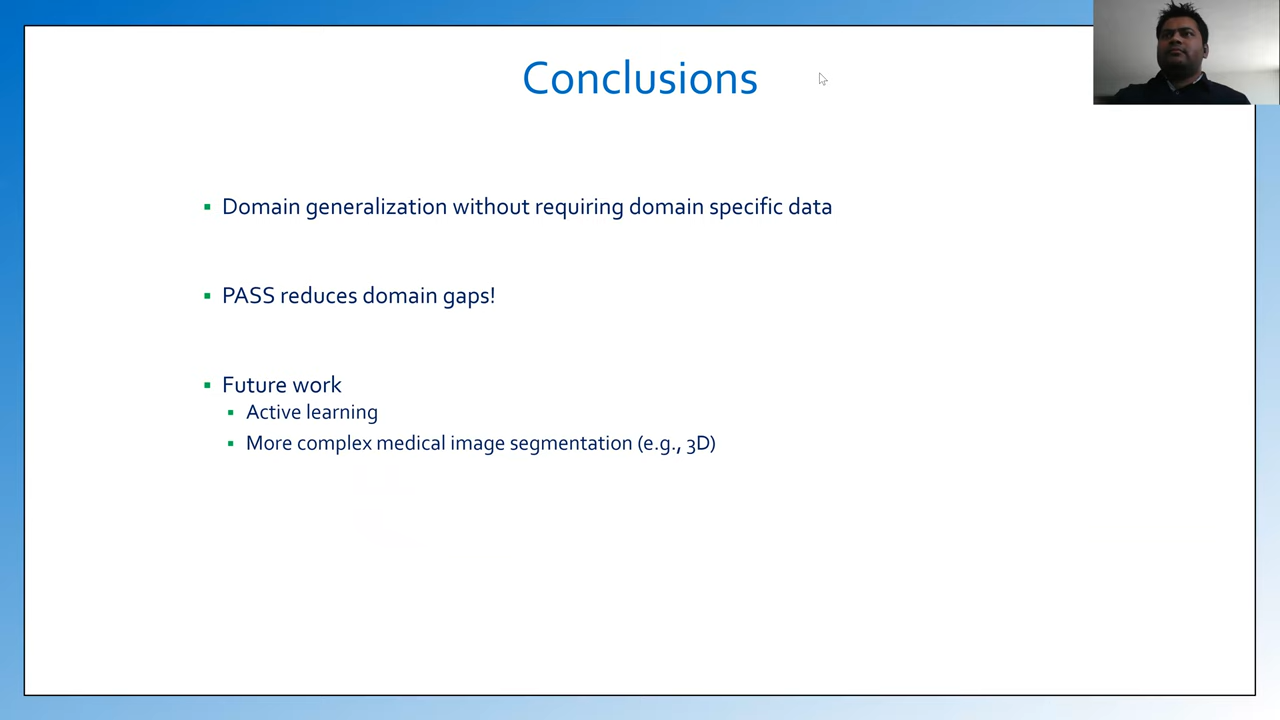 Conclusions
Domain generalization without requiring domain specific data
PASS reduces domain gaps!
Future work
Active learning
More complex medical image segmentation (e.g., 3D)